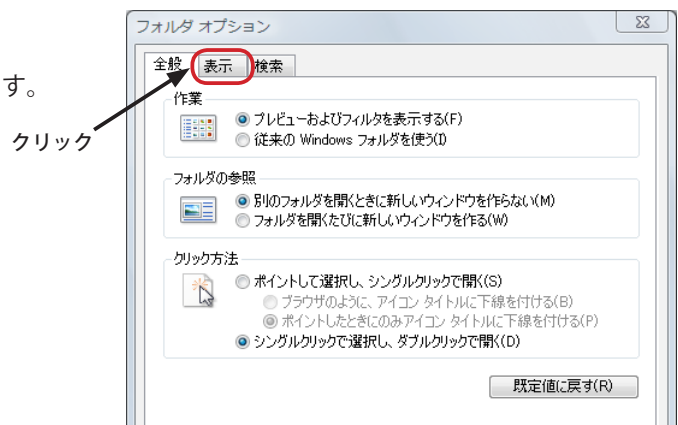 フォルダ オプション
全般 表示 検索
す。
クリック
作業
プレビューおよびフィルタを表示する(F)
従来の Windows フォルダを使う(I)
フォルダの参照
別のフォルダを開くときに新しいウィンドウを作らない(M)
フォルダを開くたびに新しいウィンドウを作る(W)
クリック方法
ポイントして選択し、シングルクリックで開く(S)
ブラウザのように、アイコン タイトルに下線を付ける(B)
ポイントしたときにのみアイコン タイトルに下線を付ける(P)
シングルクリックで選択し、ダブルクリックで開く(D)
既定値に戻す(R)